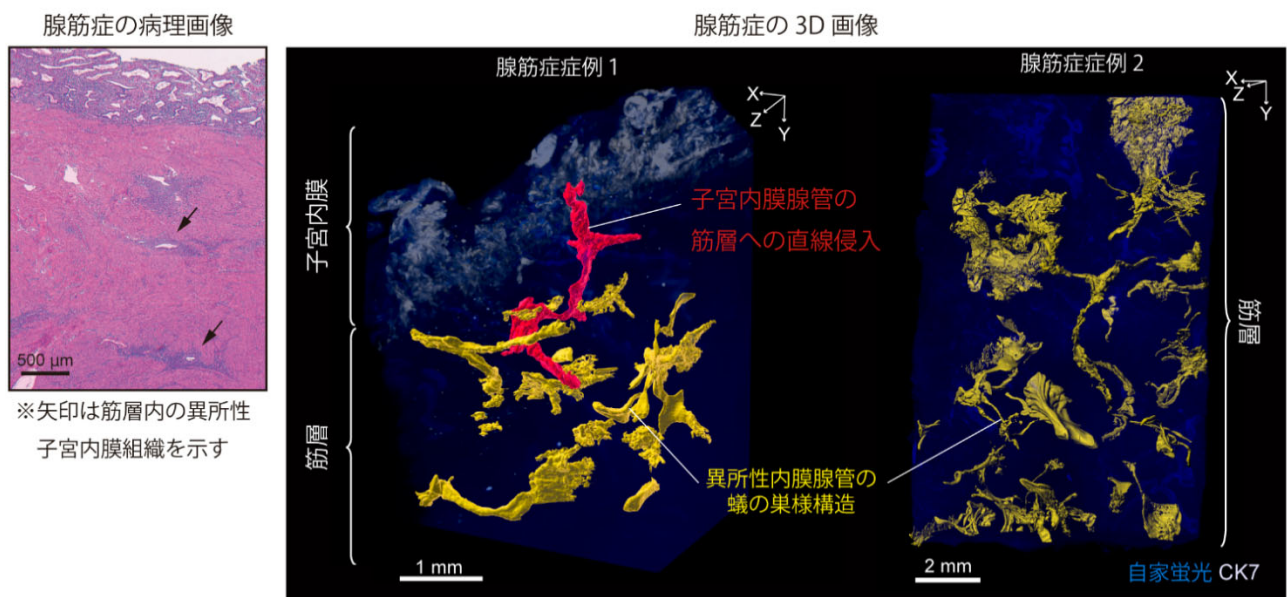 腺筋症の病理画像
500 µm
※矢印は筋層内の異所性
子宮内膜組織を示す
腺筋症の 3D 画像
腺筋症症例 1
X
Z
Y
子宮内膜
筋層
子宮内膜腺管の
筋層への直線侵入
異所性内膜腺管の
蟻の巣様構造
1 mm
腺筋症症例 2
X
Z
Y
筋層
2 mm
自家蛍光 CK7